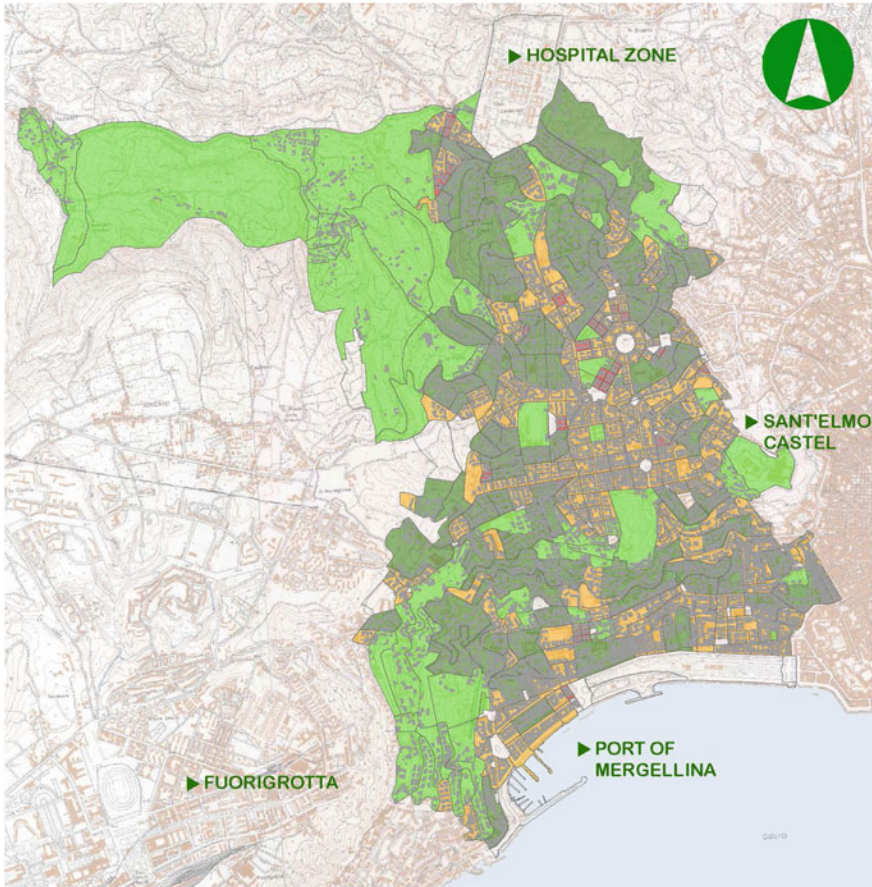 HOSPITAL ZONE
SANT'ELMO
CASTEL
PORT OF
MERGELLINA
FUORIGROTTA